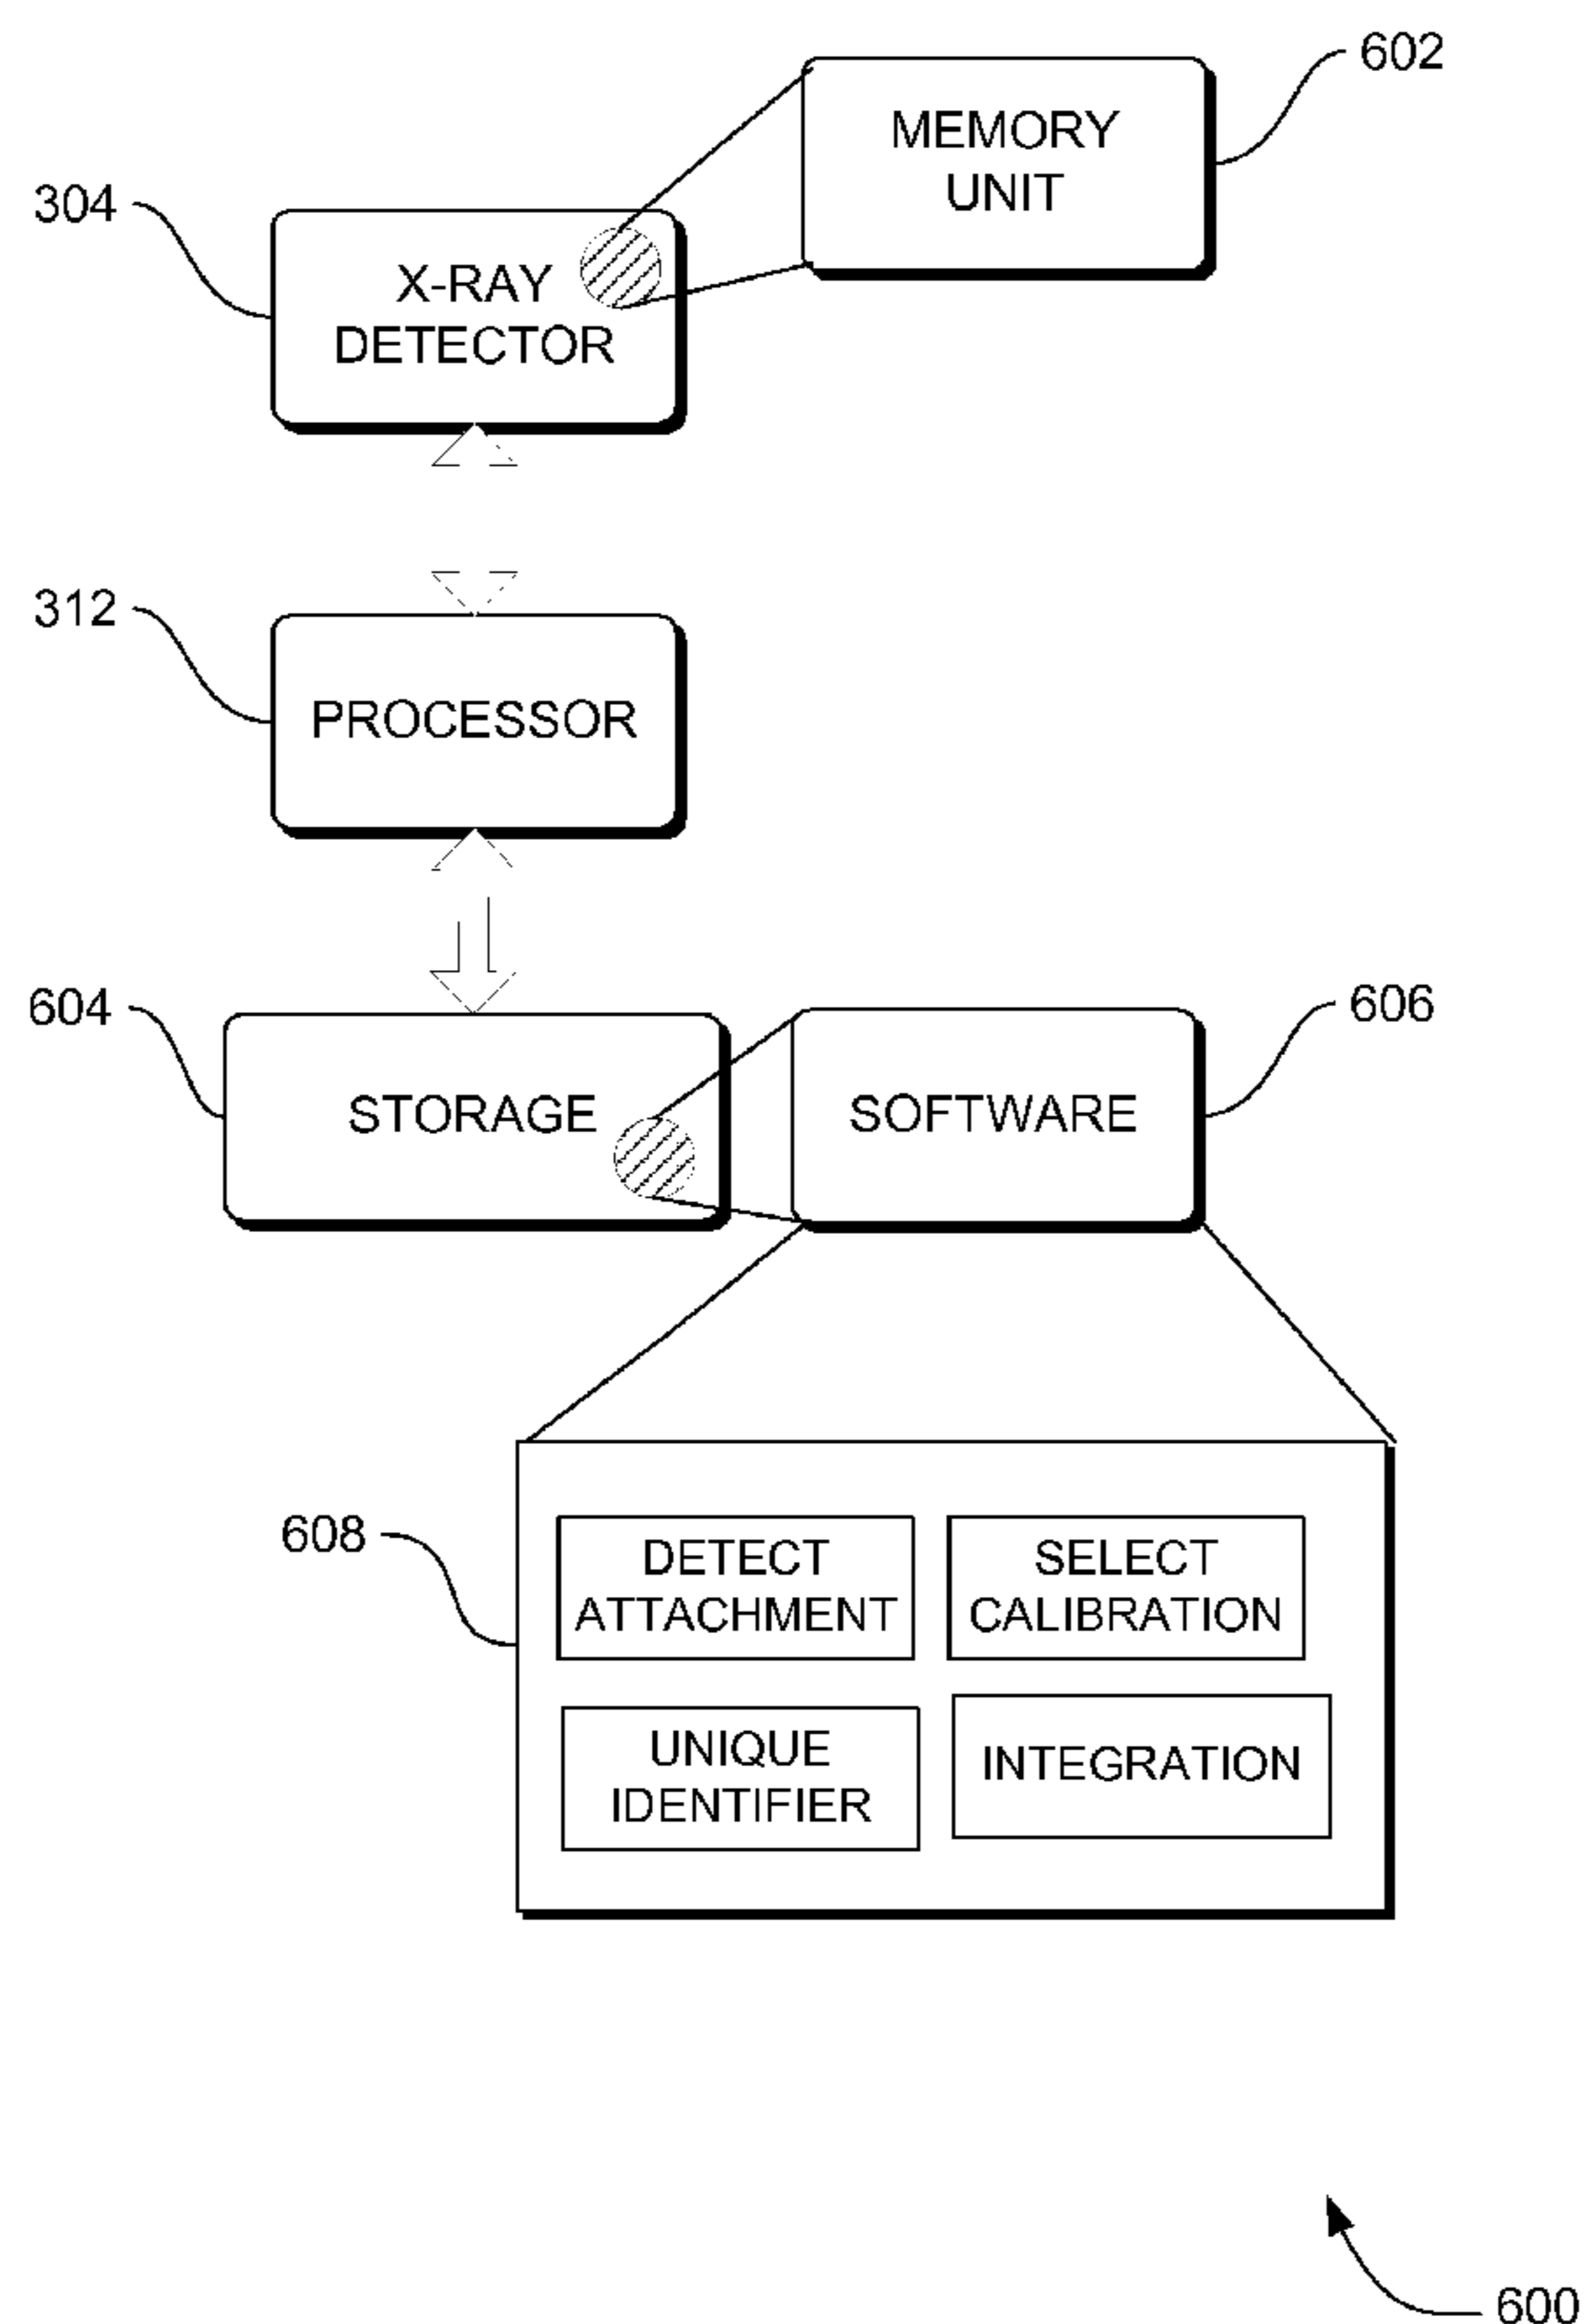 602
MEMORY
UNIT
304
X-RAY
DETECTOR
312
PROCESSOR
604
STORAGE
606
SOFTWARE
608
DETECT
ATTACHMENT
SELECT
CALIBRATION
UNIQUE
IDENTIFIER
INTEGRATION
600